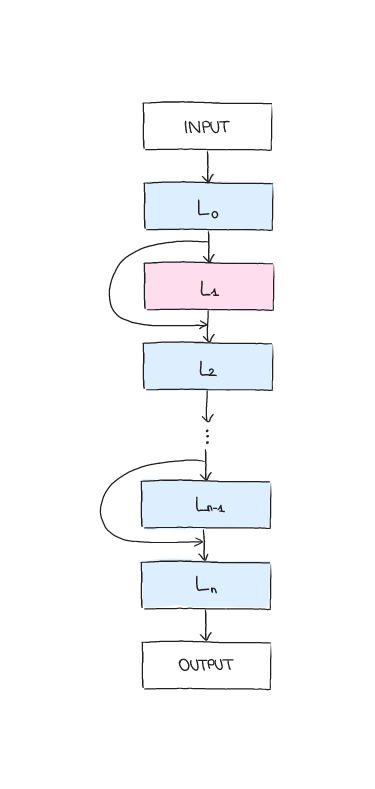 INPUT
L₀
L₁
L₂
⋮
Lₙ₋₁
Lₙ
OUTPUT